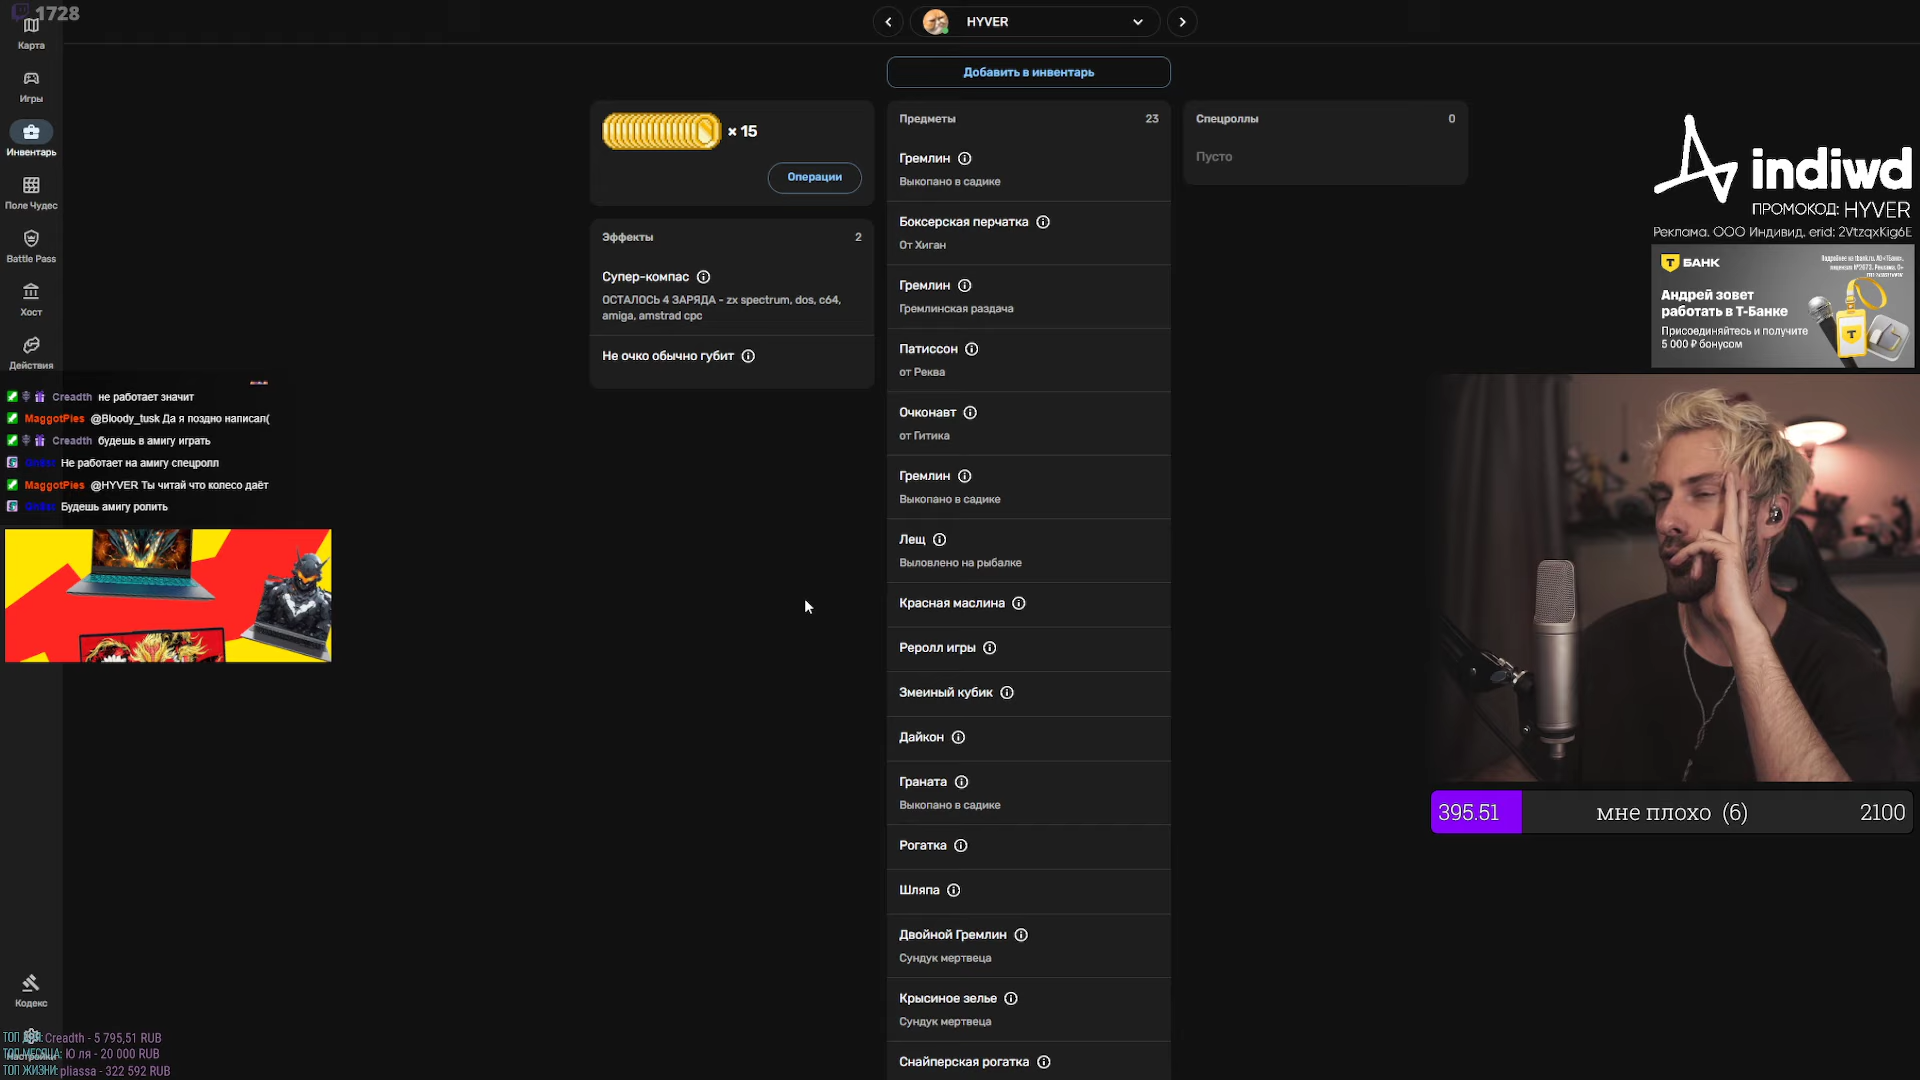 1728
Карта
Игры
Инвентарь
Поле Чудес
Battle Pass
Хост
Действия
Creadth не работает значит
MaggotPies @Bloody_tusk Да я поздно написал(
Creadth будешь в амигу играть
Не работает на амигу спецролл
MaggotPies @HYVER Ты читай что колесо даёт
Будешь амигу ролить
Кодекс
Настройки
ТОП ДНЯ: Creadth - 5 795,51 RUB
ТОП МЕСЯЦА: Ю ля - 20 000 RUB
ТОП ЖИЗНИ: pliassa - 322 592 RUB
HYVER
Добавить в инвентарь
× 15
Операции
Эффекты 2
Супер-компас
ОСТАЛОСЬ 4 ЗАРЯДА - zx spectrum, dos, c64,
amiga, amstrad cpc
Не очко обычно губит
Предметы 23
Гремлин
Выкопано в садике
Боксерская перчатка
От Хиган
Гремлин
Гремлинская раздача
Патиссон
от Реква
Очконавт
от Гитика
Гремлин
Выкопано в садике
Лещ
Выловлено на рыбалке
Красная маслина
Реролл игры
Змеиный кубик
Дайкон
Граната
Выкопано в садике
Рогатка
Шляпа
Двойной Гремлин
Сундук мертвеца
Крысиное зелье
Сундук мертвеца
Снайперская рогатка
Спецроллы 0
Пусто
indiwd
ПРОМОКОД: HYVER
Реклама. ООО Индивид. erid: 2VtzqxKig6E
Т БАНК
Андрей зовет
работать в Т-Банке
Присоединяйтесь и получите
5 000 ₽ бонусом
395.51 мне плохо (6) 2100